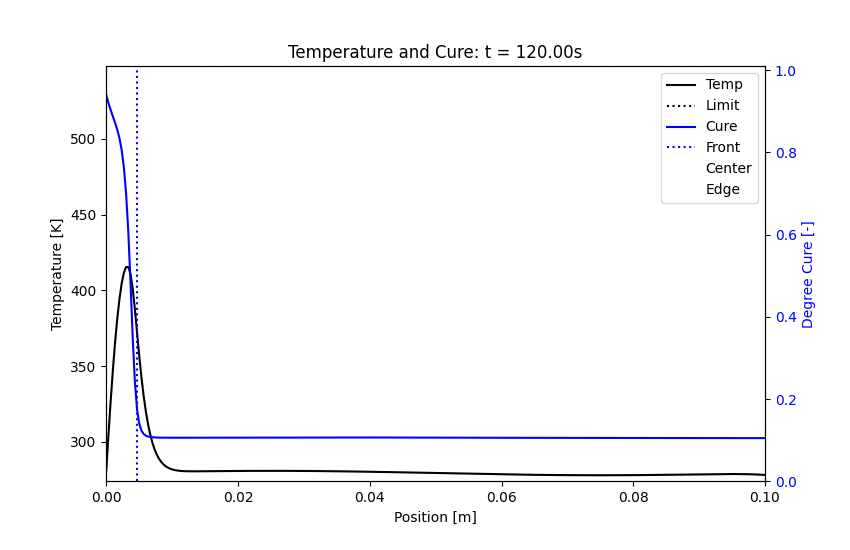 Temperature and Cure: t = 120.00s
Temp
Limit
Cure
Front
Center
Edge
Temperature [K]
500
450
400
350
300
1.0
0.8
0.6
0.4
0.2
0.0
Degree Cure [-]
0.00 0.02 0.04 0.06 0.08 0.10
Position [m]